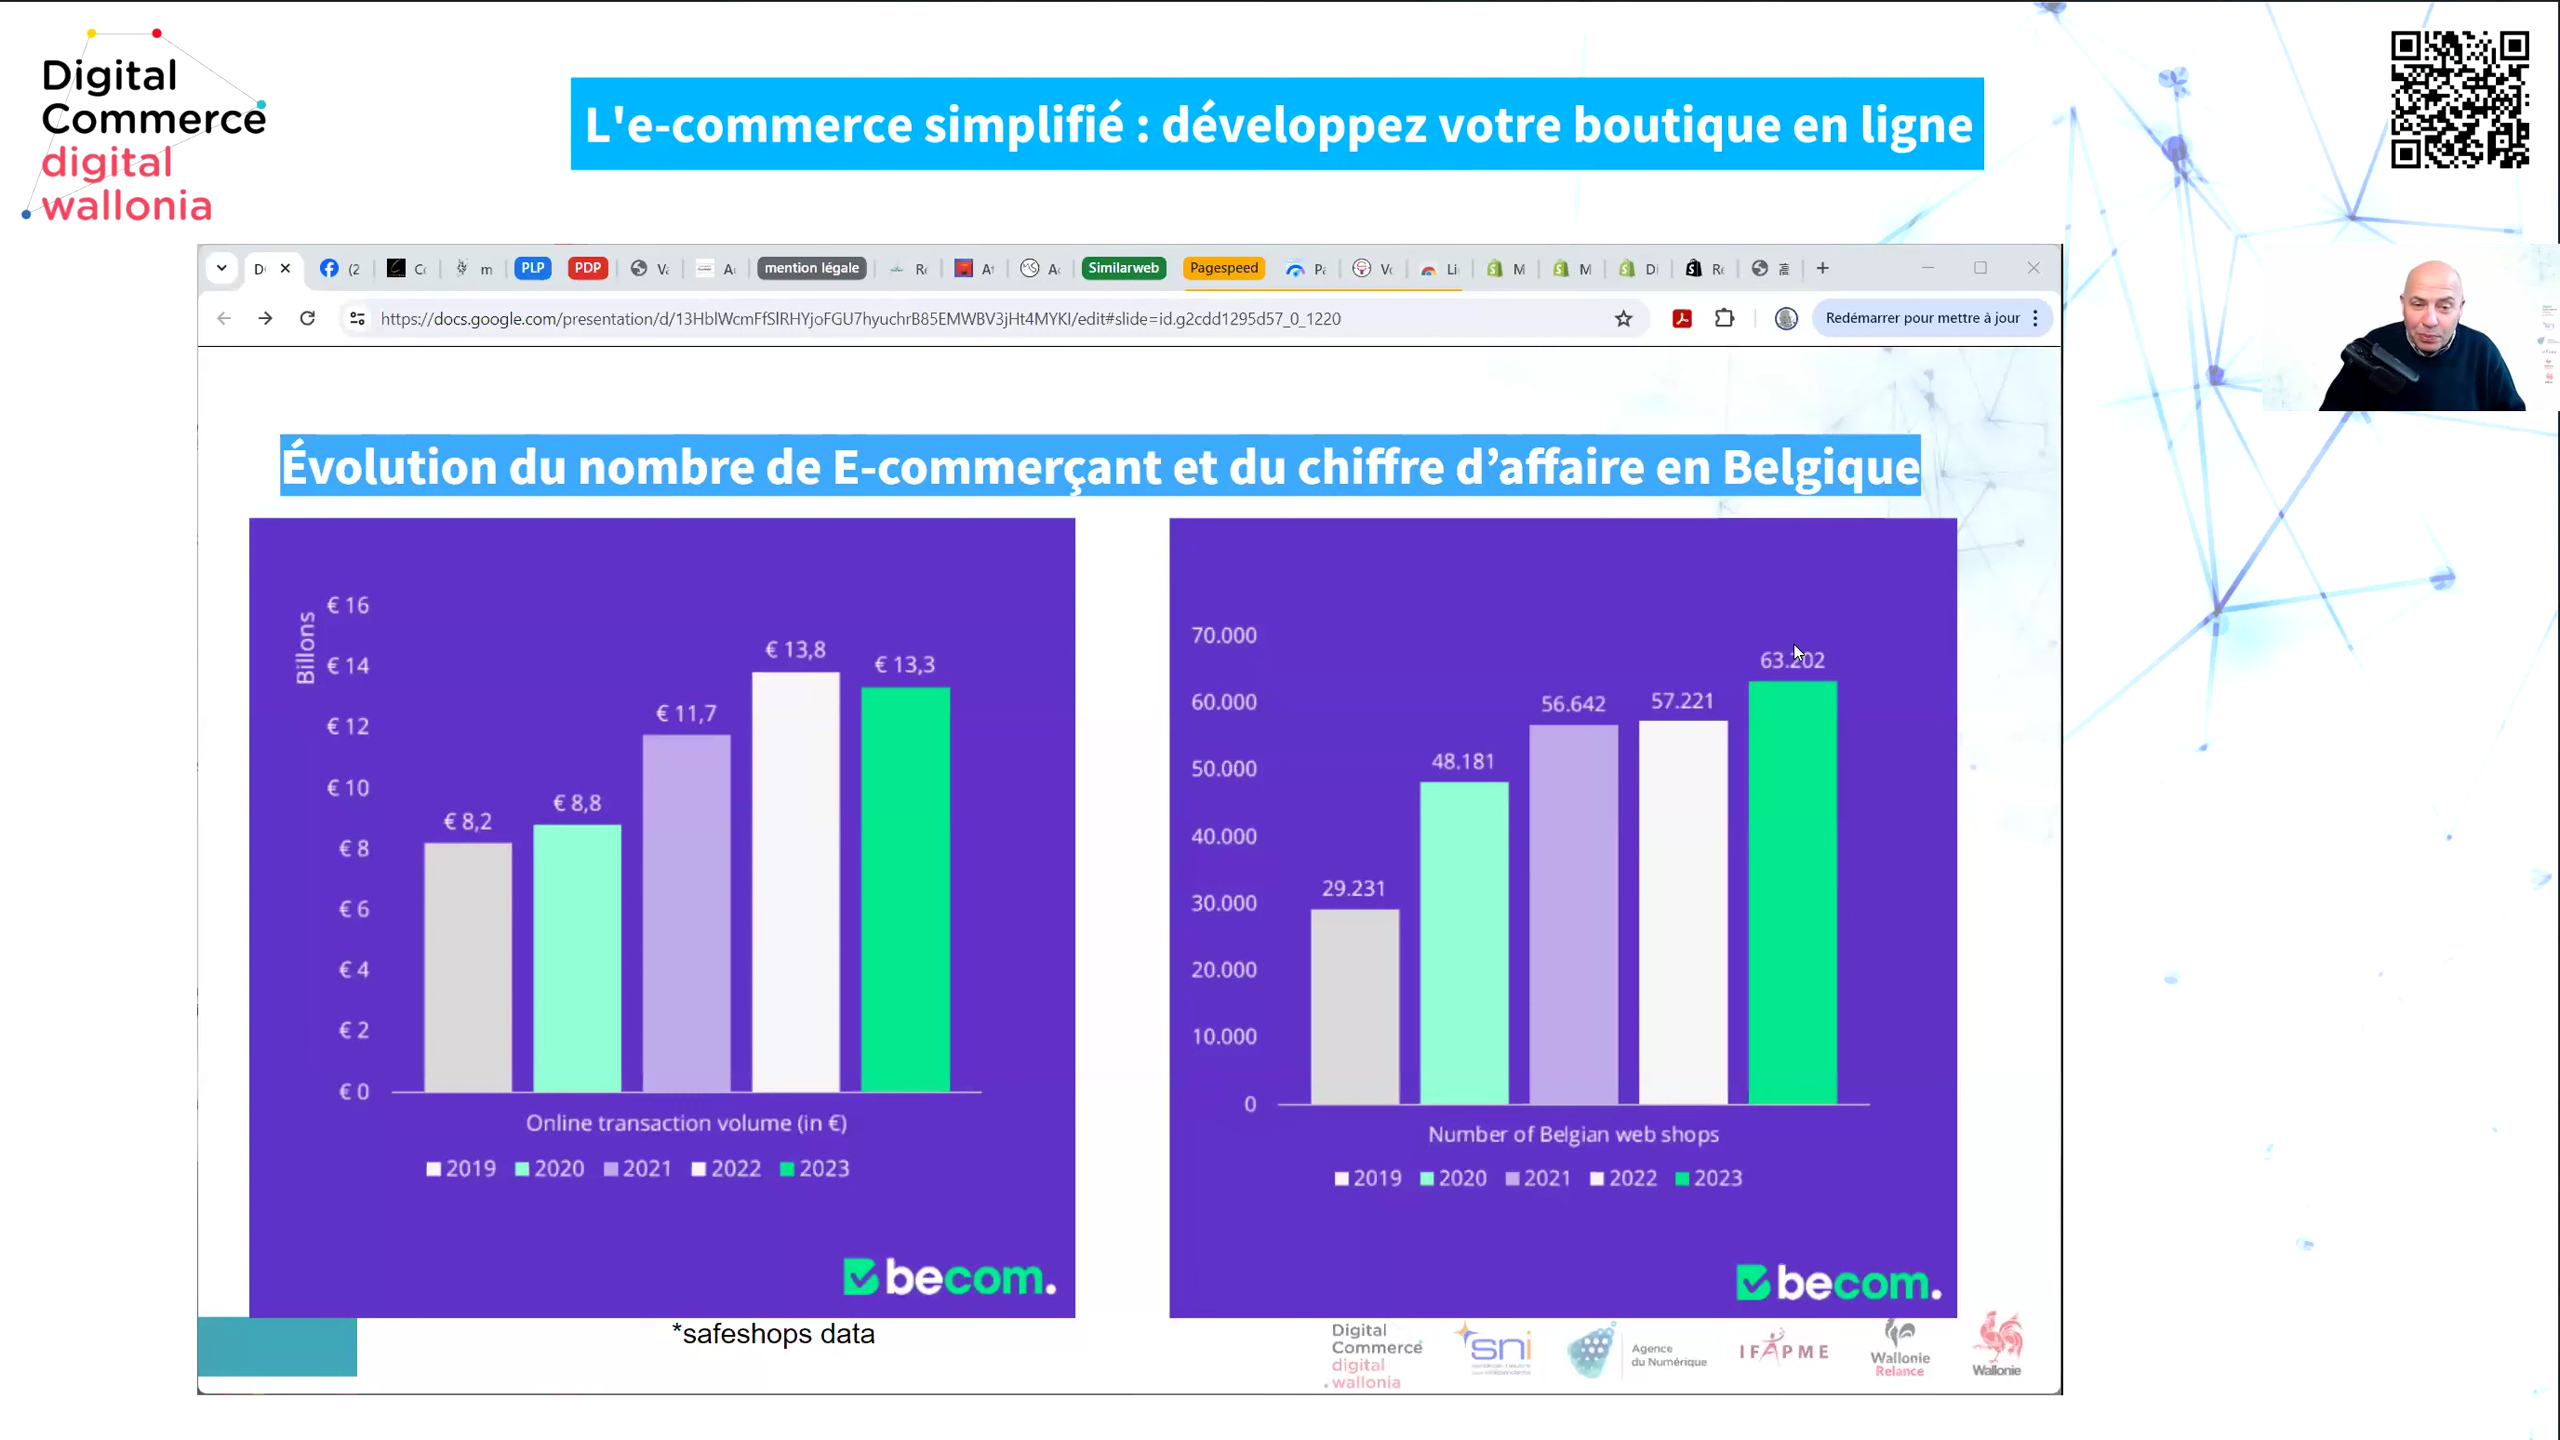 Digital
Commerce
digital
wallonia
L'e-commerce simplifié : développez votre boutique en ligne
PLP
PDP
mention légale
Similarweb
Pagespeed
https://docs.google.com/presentation/d/13HblWcmFfSlRHYjoFGU7hyuchrB85EMWBV3jHt4MYKI/edit#slide=id.g2cdd1295d57_0_1220
Redémarrer pour mettre à jour
Évolution du nombre de E-commerçant et du chiffre d’affaire en Belgique
Billons
€ 16
€ 14
€ 12
€ 10
€ 8
€ 6
€ 4
€ 2
€ 0
€ 8,2
€ 8,8
€ 11,7
€ 13,8
€ 13,3
Online transaction volume (in €)
2019 2020 2021 2022 2023
becom.
70.000
60.000
50.000
40.000
30.000
20.000
10.000
0
29.231
48.181
56.642
57.221
63.202
Number of Belgian web shops
2019 2020 2021 2022 2023
becom.
*safeshops data
Digital
Commerce
digital
wallonia
sni
Agence
du Numérique
IFAPME
Wallonie
Relance
Wallonie